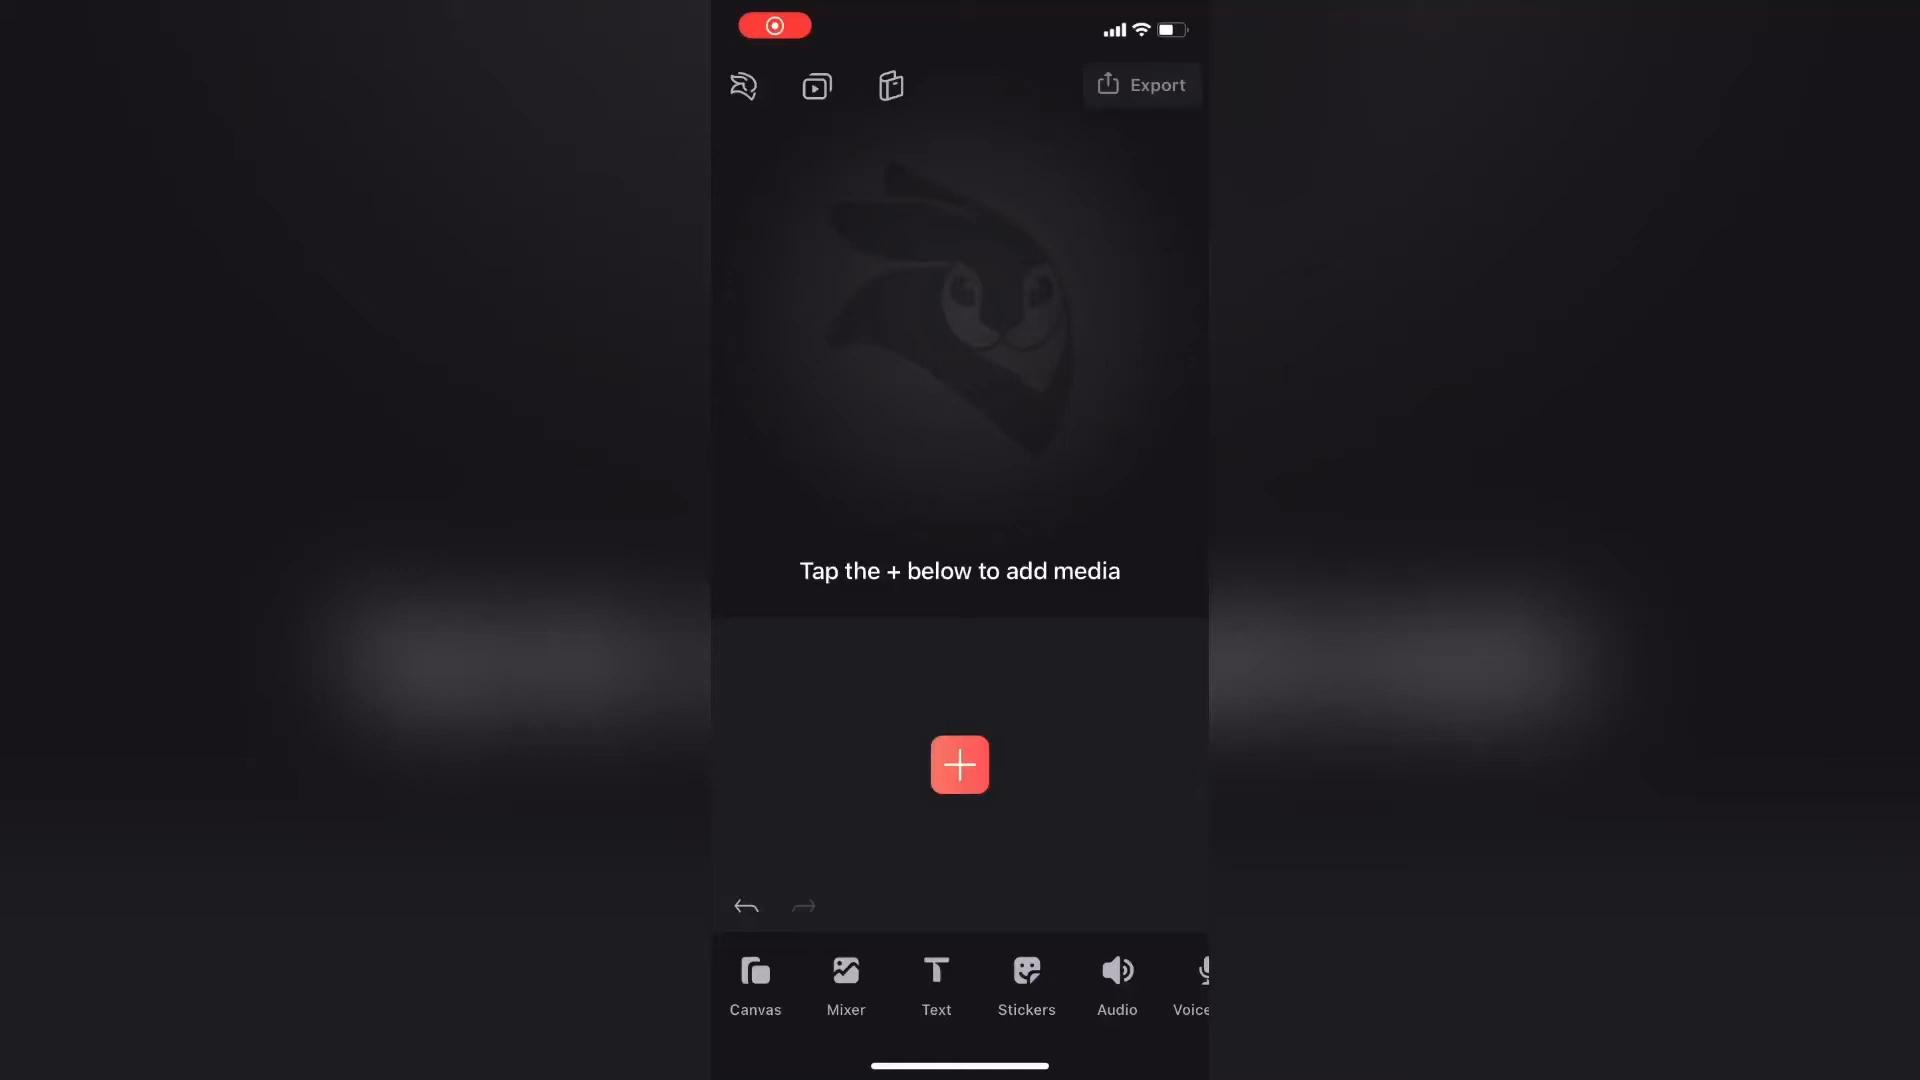 Export
Tap the + below to add media
Canvas
Mixer
Text
Stickers
Audio
Voice